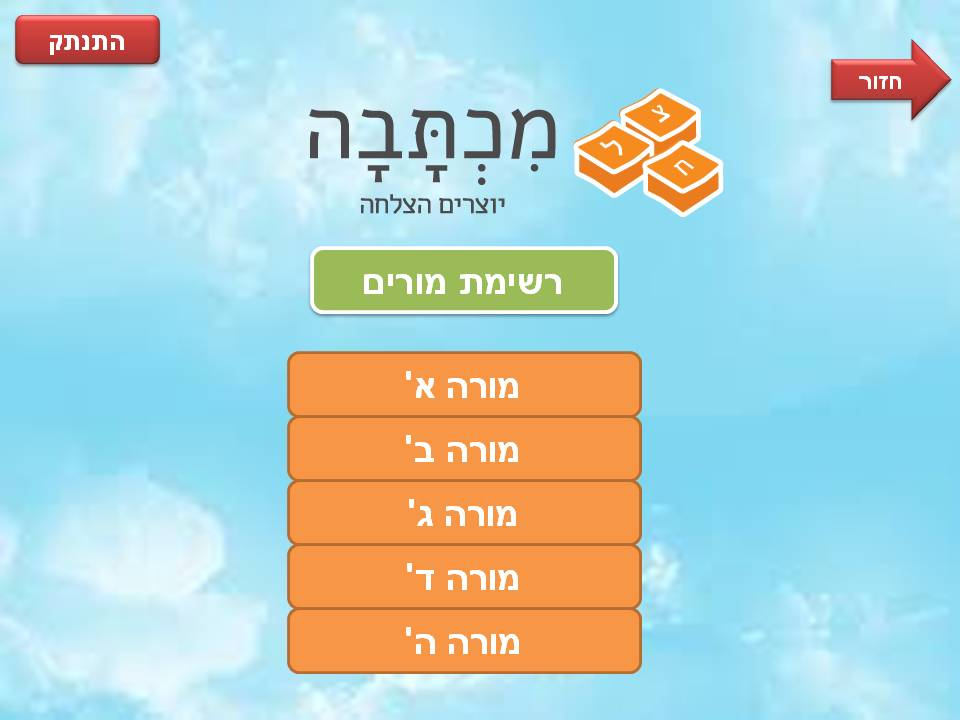 התנתק
חזור
מִכְתָּבָה
צ
ל
ח
יוצרים הצלחה
רשימת מורים
מורה א'
מורה ב'
מורה ג'
מורה ד'
מורה ה'